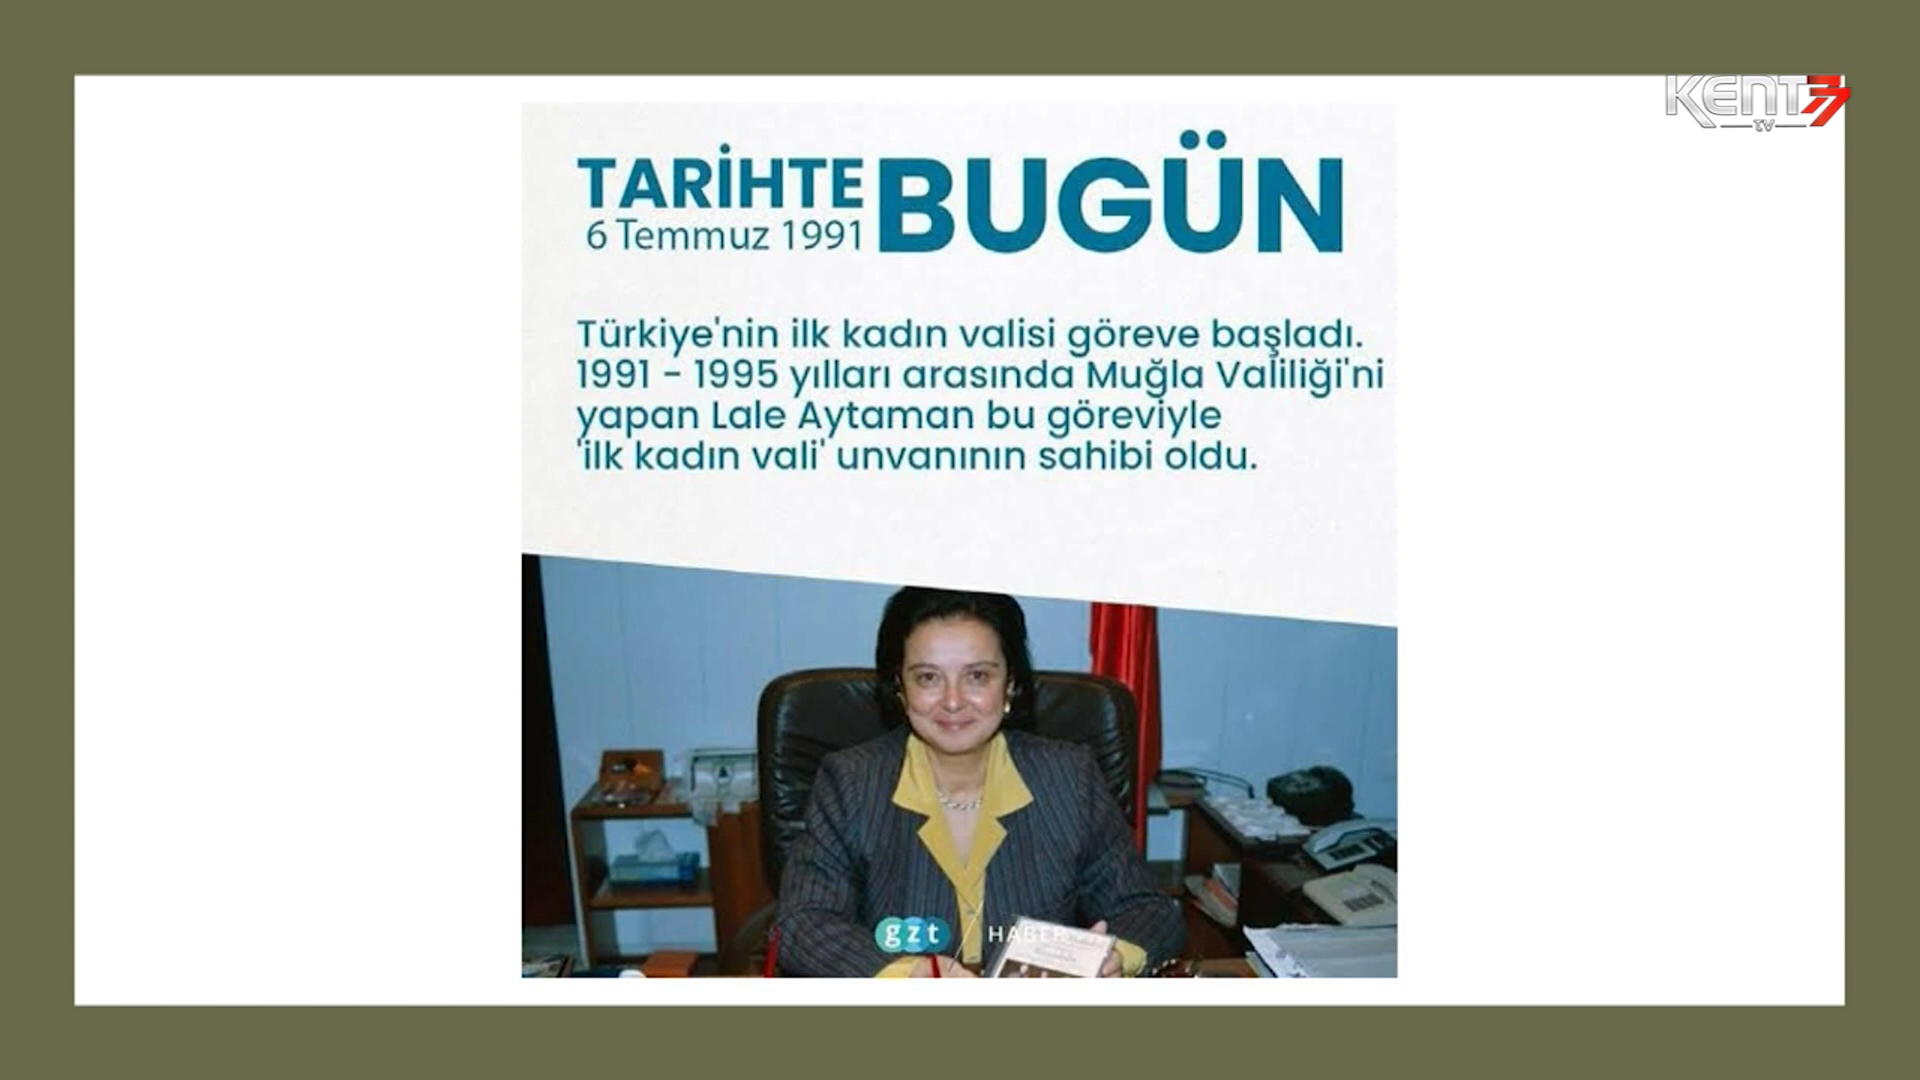 KENT 77
TV
TARİHTE BUGÜN
6 Temmuz 1991
Türkiye'nin ilk kadın valisi göreve başladı.
1991 - 1995 yılları arasında Muğla Valiliği'ni
yapan Lale Aytaman bu göreviyle
'ilk kadın vali' unvanının sahibi oldu.
gzt / HABER